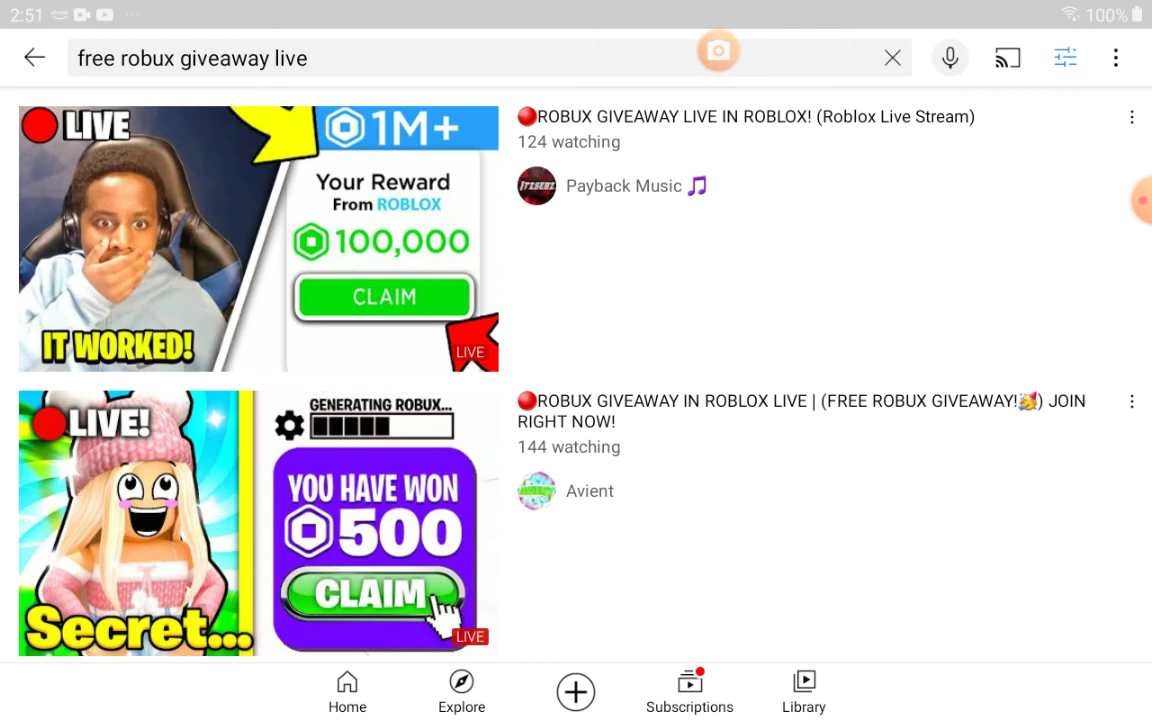 2:51
100%
free robux giveaway live
LIVE
1M+
Your Reward
From ROBLOX
100,000
CLAIM
IT WORKED!
LIVE
🔴ROBUX GIVEAWAY LIVE IN ROBLOX! (Roblox Live Stream)
124 watching
Payback Music 🎵
LIVE!
GENERATING ROBUX...
YOU HAVE WON
500
CLAIM
Secret...
LIVE
🔴ROBUX GIVEAWAY IN ROBLOX LIVE | (FREE ROBUX GIVEAWAY!🥳) JOIN
RIGHT NOW!
144 watching
AVIENT
Avient
Home
Explore
Subscriptions
Library